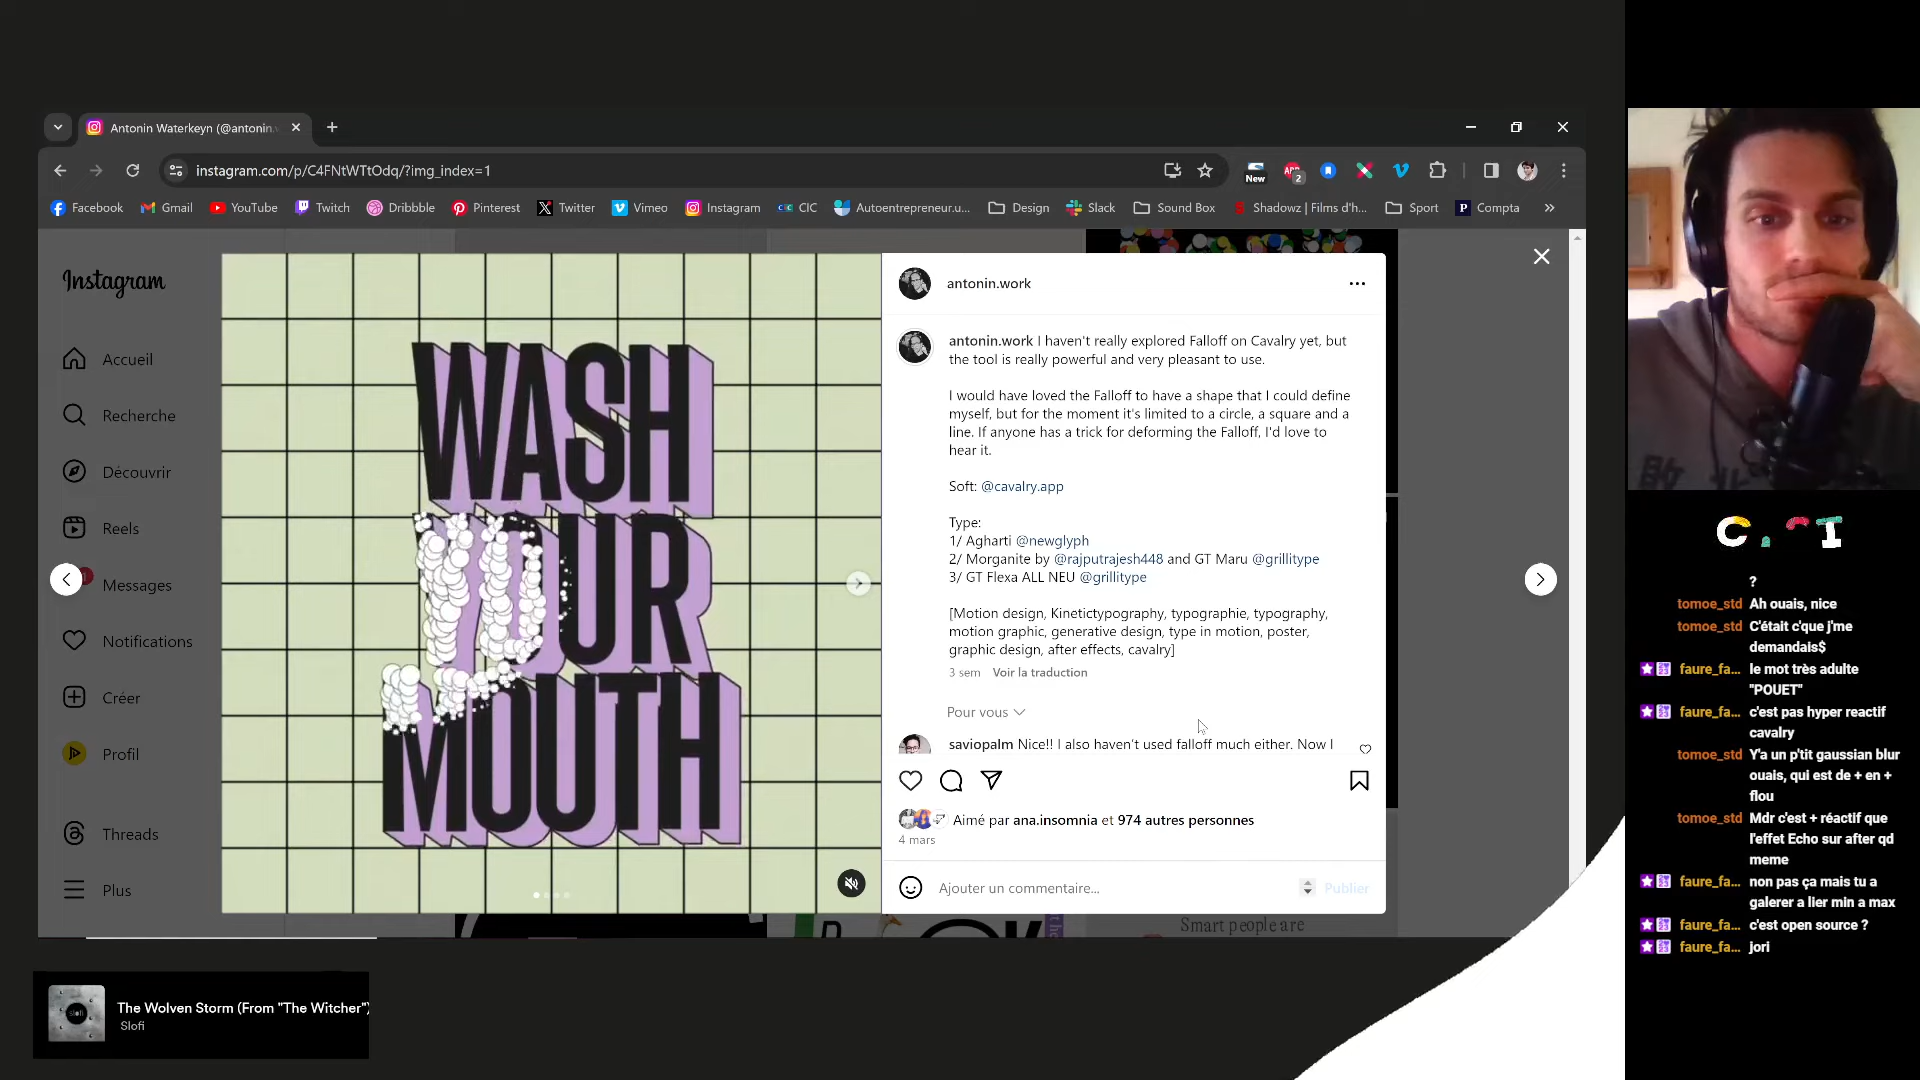 Antonin Waterkeyn (@antonin.
instagram.com/p/C4FNtWTtOdq/?img_index=1
New
2
Facebook
Gmail
YouTube
Twitch
Dribbble
Pinterest
Twitter
Vimeo
Instagram
CIC
Autoentrepreneur.u...
Design
Slack
Sound Box
Shadowz | Films d'h...
Sport
Compta
Instagram
Accueil
Recherche
Découvrir
Reels
Messages
Notifications
Créer
Profil
Threads
Plus
WASH
YOUR
MOUTH
antonin.work
antonin.work I haven't really explored Falloff on Cavalry yet, but
the tool is really powerful and very pleasant to use.
I would have loved the Falloff to have a shape that I could define
myself, but for the moment it's limited to a circle, a square and a
line. If anyone has a trick for deforming the Falloff, I'd love to
hear it.
Soft: @cavalry.app
Type:
1/ Agharti @newglyph
2/ Morganite by @rajputrajesh448 and GT Maru @grillitype
3/ GT Flexa ALL NEU @grillitype
[Motion design, Kinetictypography, typographie, typography,
motion graphic, generative design, type in motion, poster,
graphic design, after effects, cavalry]
3 sem Voir la traduction
Pour vous
saviopalm Nice!! I also haven't used falloff much either. Now I
Aimé par ana.insomnia et 974 autres personnes
4 mars
Ajouter un commentaire...
Publier
Smart people are
The Wolven Storm (From "The Witcher")
Slofi
?
tomoe_std Ah ouais, nice
tomoe_std C'était c'que j'me
demandais$
faure_fa... le mot très adulte
"POUET"
faure_fa... c'est pas hyper reactif
cavalry
tomoe_std Y'a un p'tit gaussian blur
ouais, qui est de + en +
flou
tomoe_std Mdr c'est + réactif que
l'effet Echo sur after qd
meme
faure_fa... non pas ça mais tu a
galerer a lier min a max
faure_fa... c'est open source ?
faure_fa... jori